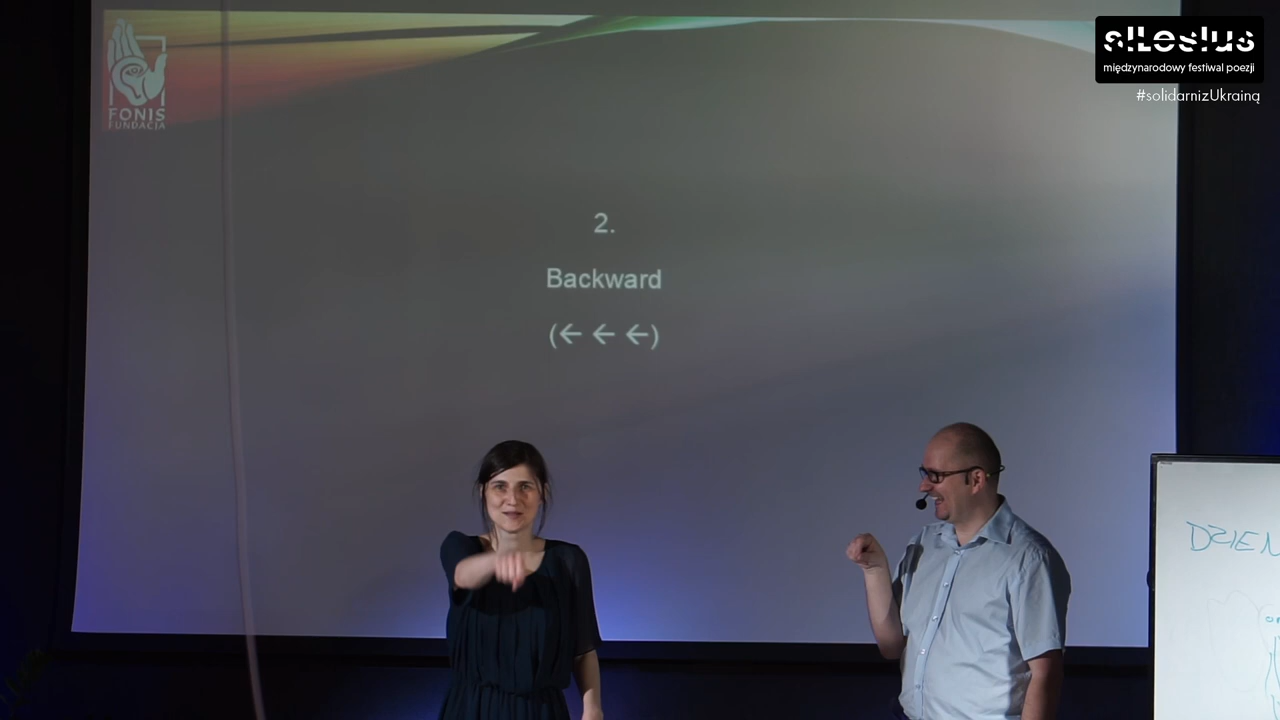 FONIS
FUNDACJA
2.
Backward
(← ← ←)
silesius
międzynarodowy festiwal poezji
#solidarnizUkrainą
DZIEN